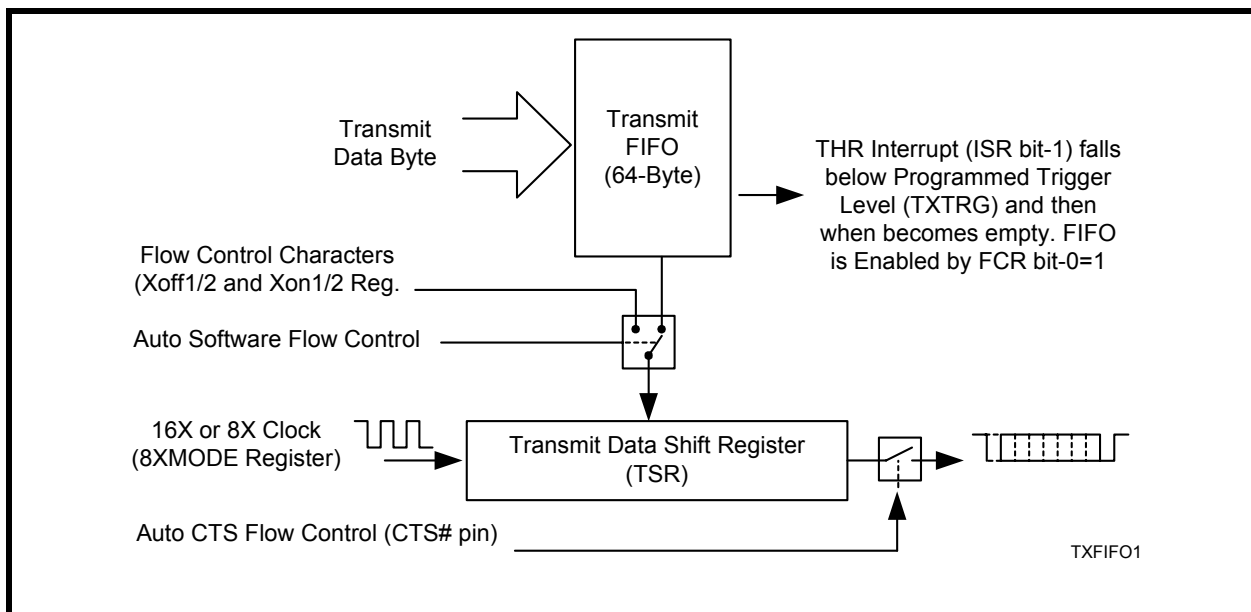 Transmit
Data Byte
Transmit
FIFO
(64-Byte)
THR Interrupt (ISR bit-1) falls
below Programmed Trigger
Level (TXTRG) and then
when becomes empty. FIFO
is Enabled by FCR bit-0=1
Flow Control Characters
(Xoff1/2 and Xon1/2 Reg.
Auto Software Flow Control
16X or 8X Clock
(8XMODE Register)
Transmit Data Shift Register
(TSR)
Auto CTS Flow Control (CTS# pin)
TXFIFO1